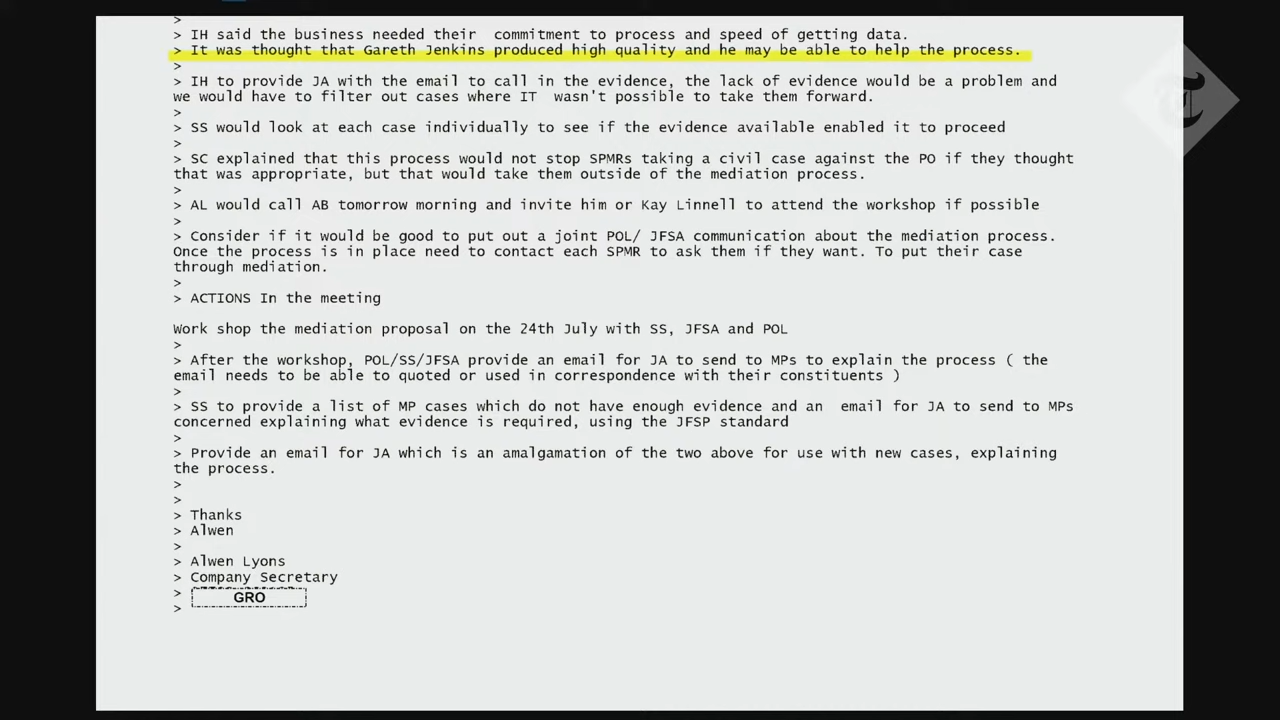 >
> IH said the business needed their  commitment to process and speed of getting data.
> It was thought that Gareth Jenkins produced high quality and he may be able to help the process.
>
> IH to provide JA with the email to call in the evidence, the lack of evidence would be a problem and
we would have to filter out cases where IT  wasn't possible to take them forward.
>
> SS would look at each case individually to see if the evidence available enabled it to proceed
>
> SC explained that this process would not stop SPMRs taking a civil case against the PO if they thought
that was appropriate, but that would take them outside of the mediation process.
>
> AL would call AB tomorrow morning and invite him or Kay Linnell to attend the workshop if possible
>
> Consider if it would be good to put out a joint POL/ JFSA communication about the mediation process.
Once the process is in place need to contact each SPMR to ask them if they want. To put their case
through mediation.
>
> ACTIONS In the meeting
Work shop the mediation proposal on the 24th July with SS, JFSA and POL
>
> After the workshop, POL/SS/JFSA provide an email for JA to send to MPs to explain the process ( the
email needs to be able to quoted or used in correspondence with their constituents )
>
> SS to provide a list of MP cases which do not have enough evidence and an  email for JA to send to MPs
concerned explaining what evidence is required, using the JFSP standard
>
> Provide an email for JA which is an amalgamation of the two above for use with new cases, explaining
the process.
>
>
> Thanks
> Alwen
>
> Alwen Lyons
> Company Secretary
> GRO
>